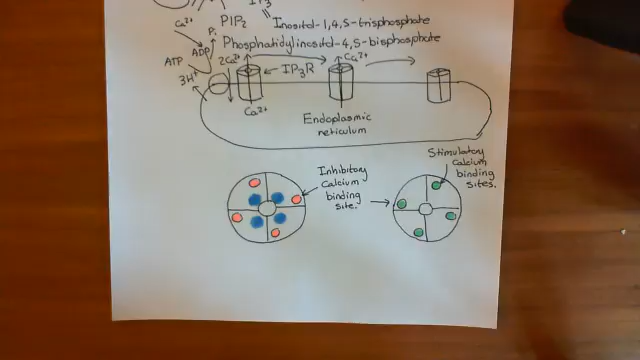 IP3
Ca²⁺
PIP₂
Inositol-1,4,5-trisphosphate
Pᵢ
Phosphatidylinositol-4,5-bisphosphate
ATP
ADP
2Ca²⁺
Ca²⁺
3H⁺
IP₃R
Ca²⁺
Endoplasmic
reticulum
Inhibitory
Calcium
binding
site.
Stimulatory
Calcium
binding
sites.